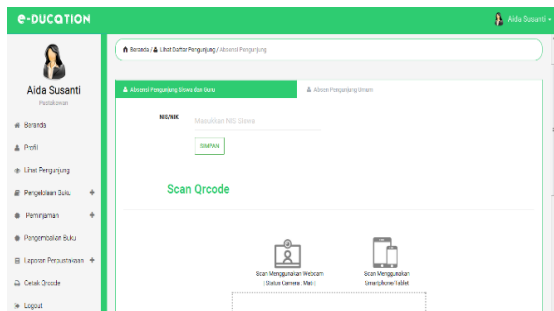 e-DUCATION
Aida Susanti
Beranda / Lihat Daftar Pengunjung / Absensi Pengunjung
Aida Susanti
Pustakawan
Beranda
Profil
Lihat Pengunjung
Pengelolaan Buku
Peminjaman
Pengembalian Buku
Laporan Perpustakaan
Cetak Qrcode
Logout
Absensi Pengunjung Siswa dan Guru
Absen Pengunjung Umum
NIS/NIK
Masukkan NIS Siswa
SIMPAN
Scan Qrcode
Scan Menggunakan Webcam
(Status Camera : Mati)
Scan Menggunakan
Smartphone/Tablet